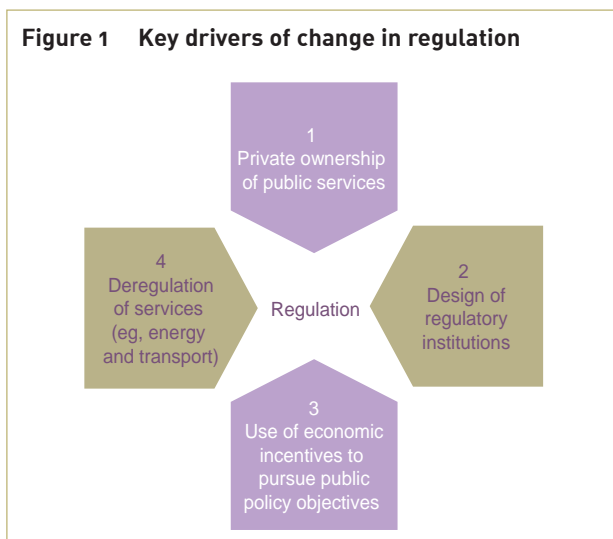 Figure 1 Key drivers of change in regulation
1
Private ownership
of public services
4
Deregulation
of services
(eg, energy
and transport)
Regulation
2
Design of
regulatory
institutions
3
Use of economic
incentives to
pursue public
policy objectives